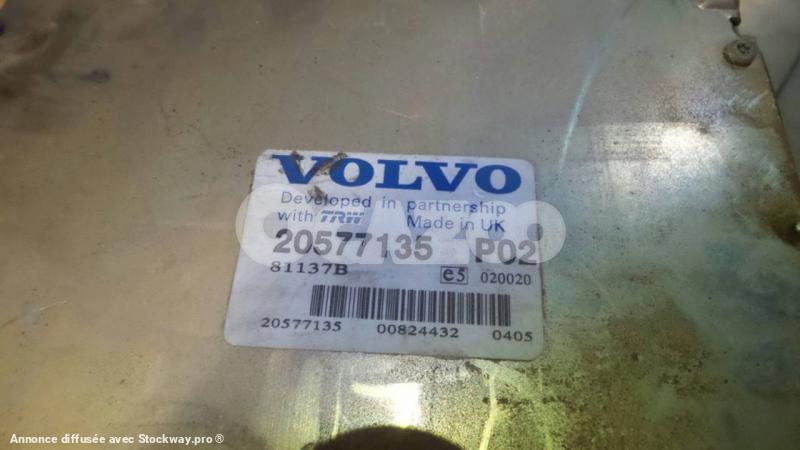 VOLVO
Developed in partnership
with TRW Made in UK
20577135 P02
81137B e5 020020
20577135 00824432 0405
Annonce diffusée avec Stockway.pro®